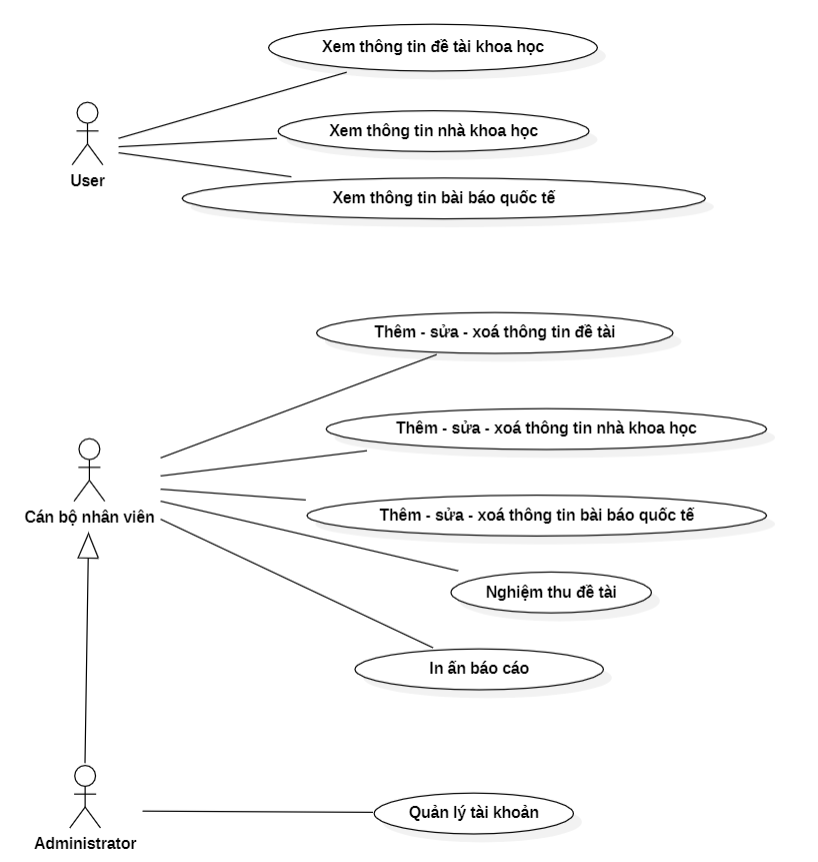 Xem thông tin đề tài khoa học
Xem thông tin nhà khoa học
User
Xem thông tin bài báo quốc tế
Thêm - sửa - xoá thông tin đề tài
Thêm - sửa - xoá thông tin nhà khoa học
Cán bộ nhân viên
Thêm - sửa - xoá thông tin bài báo quốc tế
Nghiệm thu đề tài
In ấn báo cáo
Quản lý tài khoản
Administrator